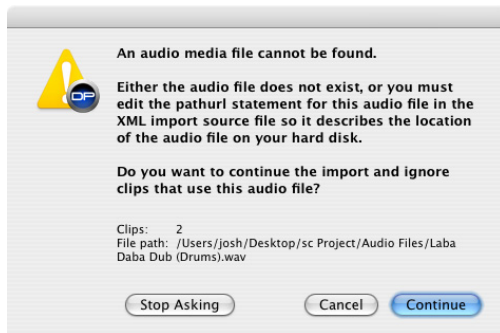 An audio media file cannot be found.
Either the audio file does not exist, or you must
edit the pathurl statement for this audio file in the
XML import source file so it describes the location
of the audio file on your hard disk.
Do you want to continue the import and ignore
clips that use this audio file?
Clips: 2
File path: /Users/josh/Desktop/sc Project/Audio Files/Laba
Daba Dub (Drums).wav
DP
Stop Asking Cancel Continue